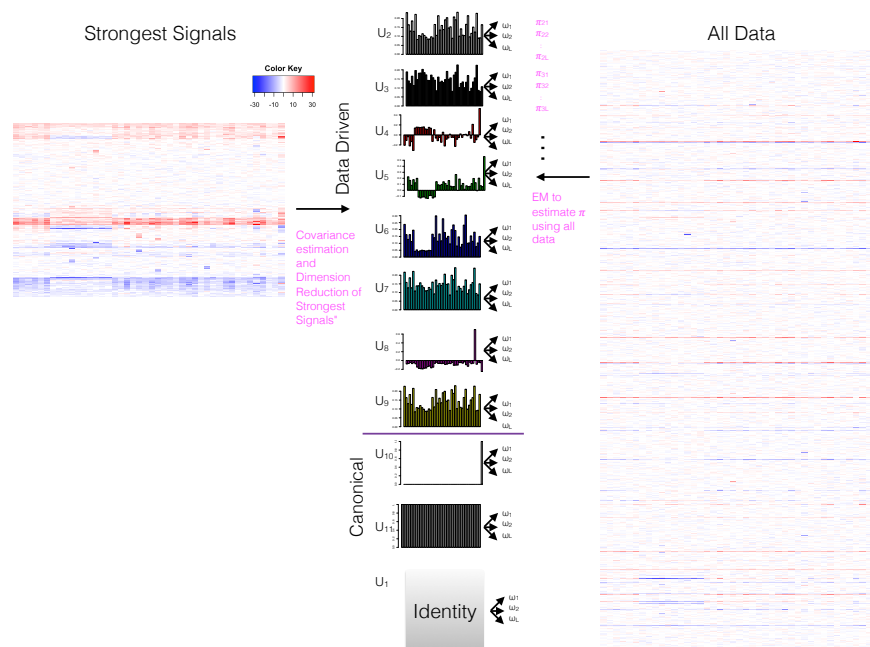 Strongest Signals
All Data
Color Key
-30 -10 10 30
Data Driven
Covariance
estimation
and
Dimension
Reduction of
Strongest
Signals*
U2
ω1
ω2
ωL
U3
ω1
ω2
ωL
U4
ω1
ω2
ωL
U5
ω1
ω2
ωL
U6
ω1
ω2
ωL
U7
ω1
ω2
ωL
U8
ω1
ω2
ωL
U9
ω1
ω2
ωL
Canonical
U10
ω1
ω2
ωL
U11
ω1
ω2
ωL
U1
Identity
ω1
ω2
ωL
π21
π22
π2L
π31
π32
π3L
EM to
estimate π
using all
data